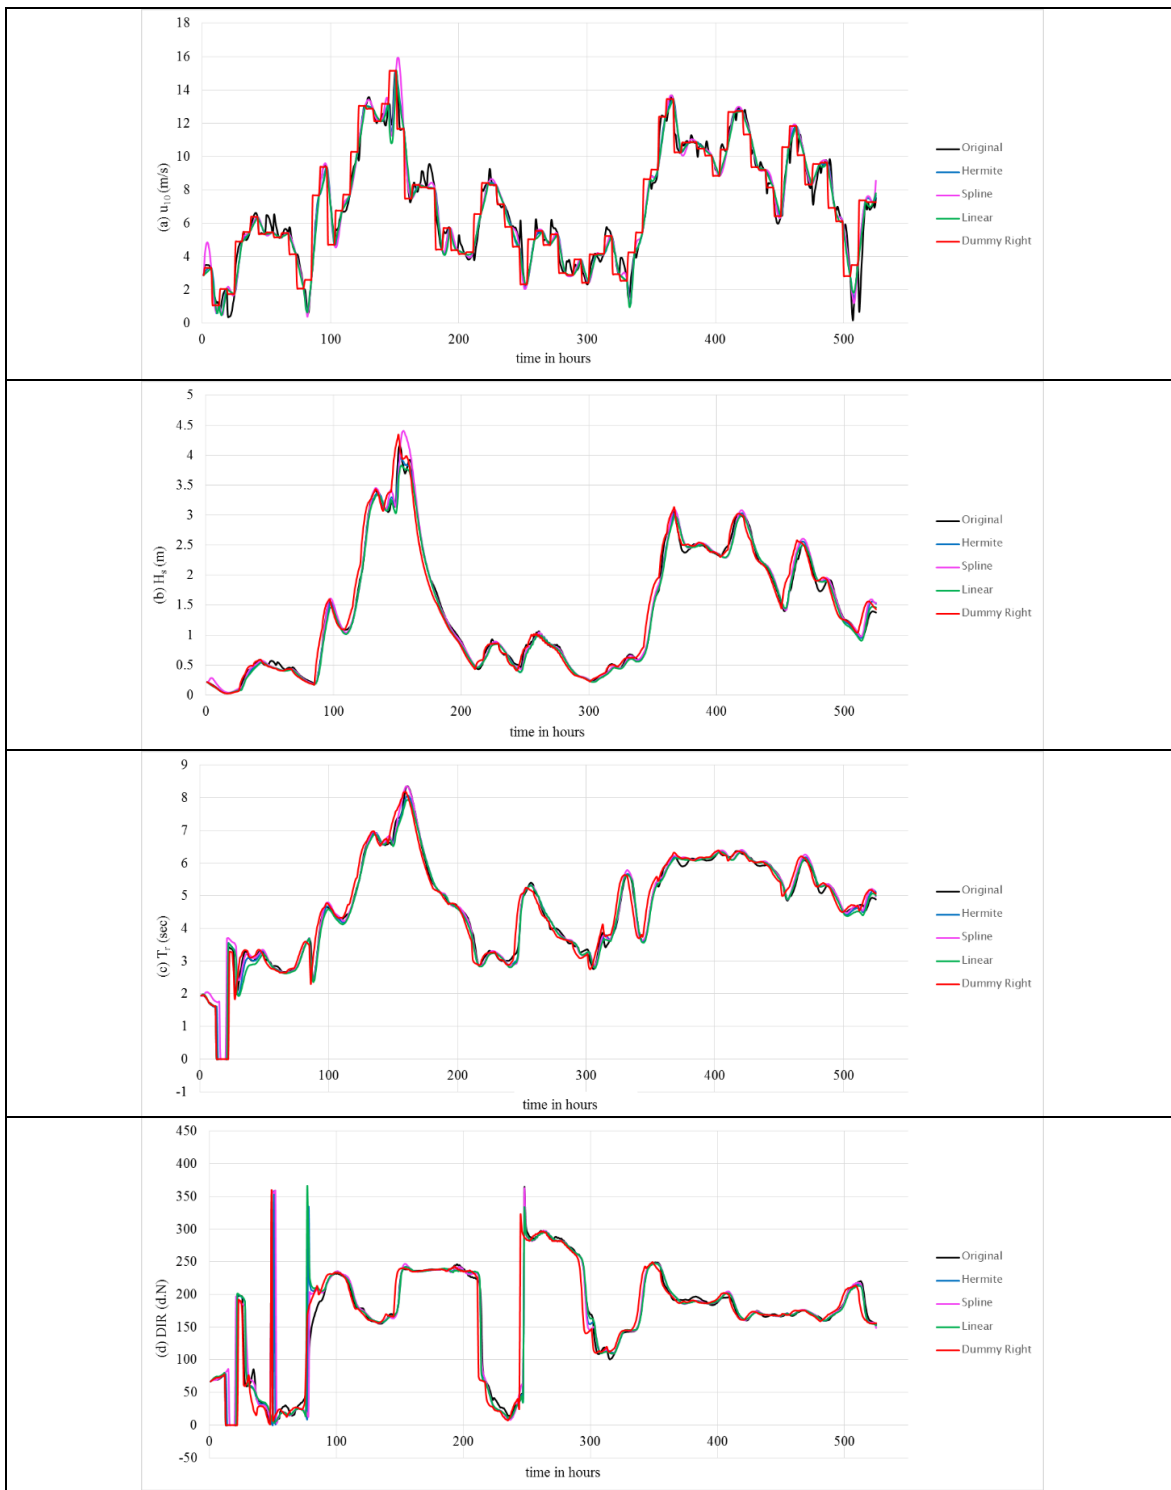 18
16
14
12
10
8
6
4
2
0
(a) u10 (m/s)
0 100 200 300 400 500
time in hours
Original
Hermite
Spline
Linear
Dummy Right
5
4.5
4
3.5
3
2.5
2
1.5
1
0.5
0
(b) Hs (m)
0 100 200 300 400 500
time in hours
Original
Hermite
Spline
Linear
Dummy Right
9
8
7
6
5
4
3
2
1
0
-1
(sec)
0 100 200 300 400 500
time in hours
Original
Hermite
Spline
Linear
Dummy Right
450
400
350
300
250
200
150
100
50
0
-50
(d) DIR (d.N)
0 100 200 300 400 500
time in hours
Original
Hermite
Spline
Linear
Dummy Right